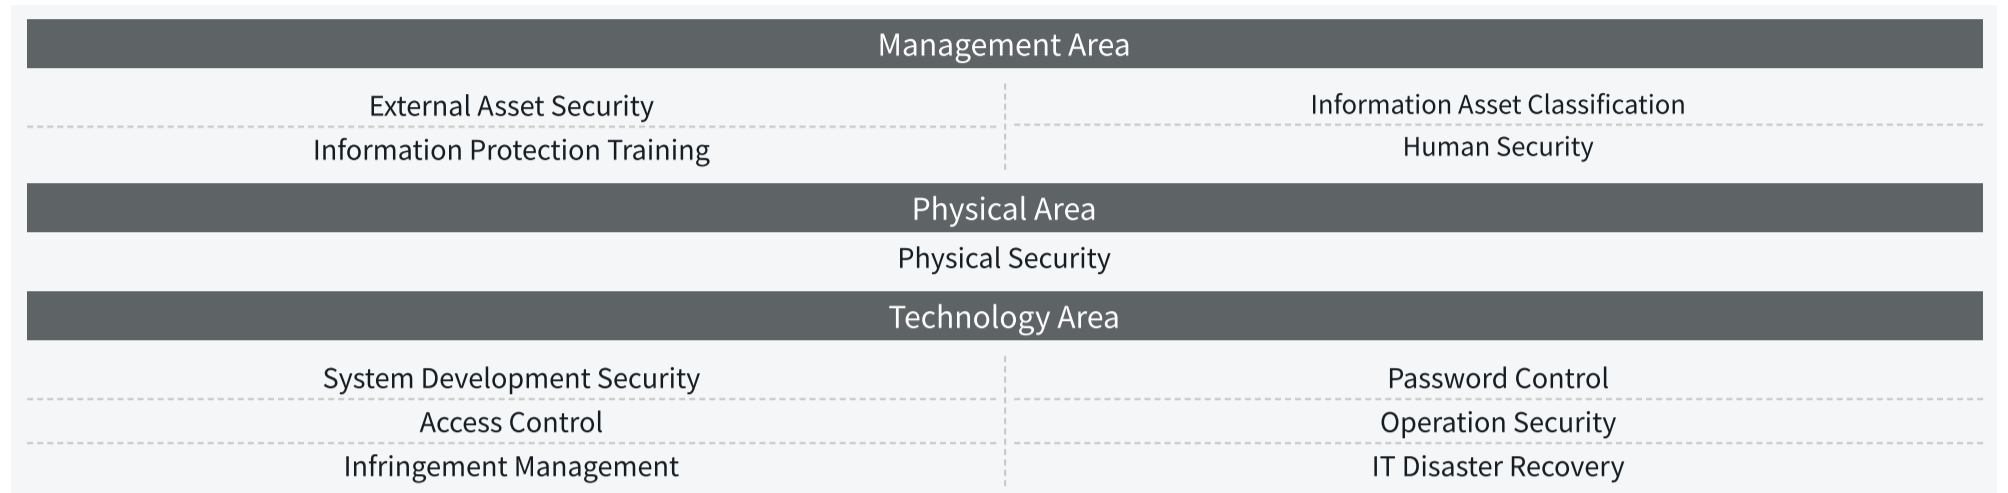 Management Area
External Asset Security
Information Asset Classification
Information Protection Training
Human Security
Physical Area
Physical Security
Technology Area
System Development Security
Password Control
Access Control
Operation Security
Infringement Management
IT Disaster Recovery